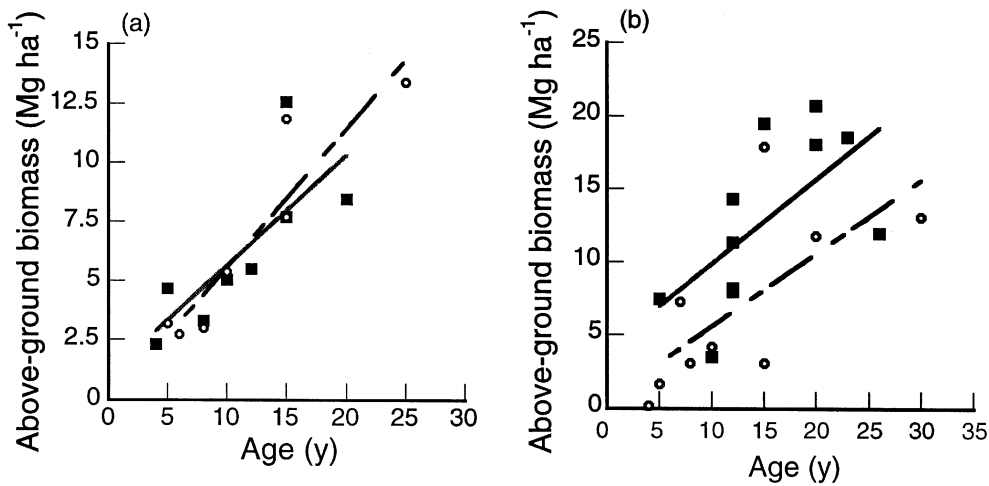 (a)
Above-ground biomass (Mg ha⁻¹)
15
12.5
10
7.5
5
2.5
0
0 5 10 15 20 25 30
Age (y)
(b)
Above-ground biomass (Mg ha⁻¹)
25
20
15
10
5
0
0 5 10 15 20 25 30 35
Age (y)